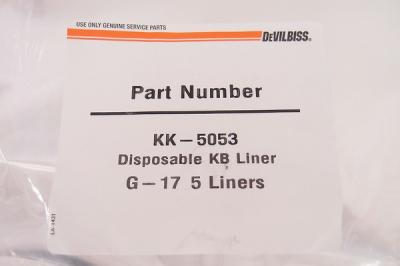 USE ONLY GENUINE SERVICE PARTS
DEVILBISS®
Part Number
KK-5053
Disposable KB Liner
G-17 5 Liners